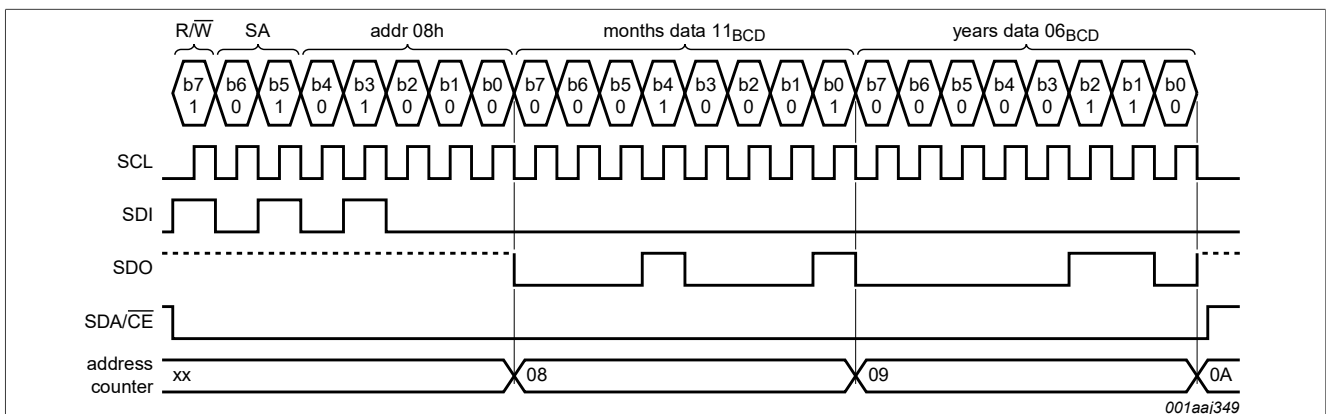 R/W SA addr 08h months data 11BCD years data 06BCD
b7 b6 b5 b4 b3 b2 b1 b0 b7 b6 b5 b4 b3 b2 b1 b0 b7 b6 b5 b4 b3 b2 b1 b0
1 0 1 0 1 0 0 0 0 0 0 1 0 0 0 1 0 0 0 0 0 1 1 0
SCL
SDI
SDO
SDA/CE
address
counter
xx 08 09 0A
001aaj349